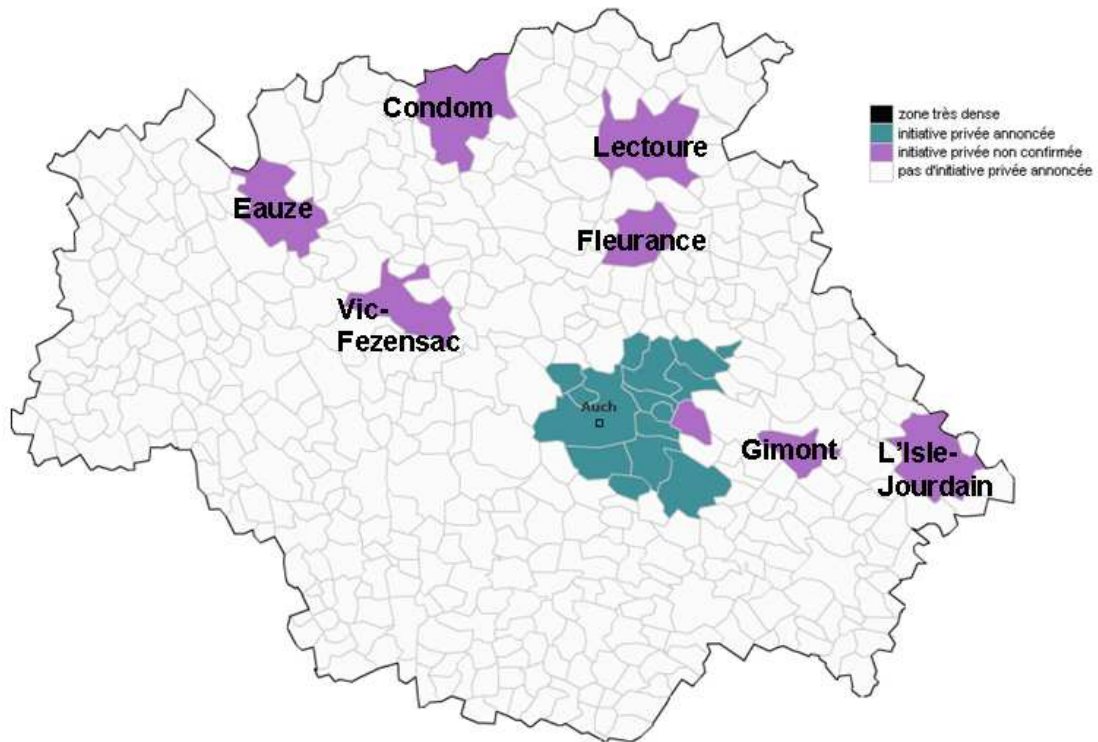 Condom
zone très dense
initiative privée annoncée
initiative privée non confirmée
pas d'initiative privée annoncée
Lectoure
Eauze
Fleurance
Vic-
Fezensac
Auch
Gimont
L'Isle-
Jourdain